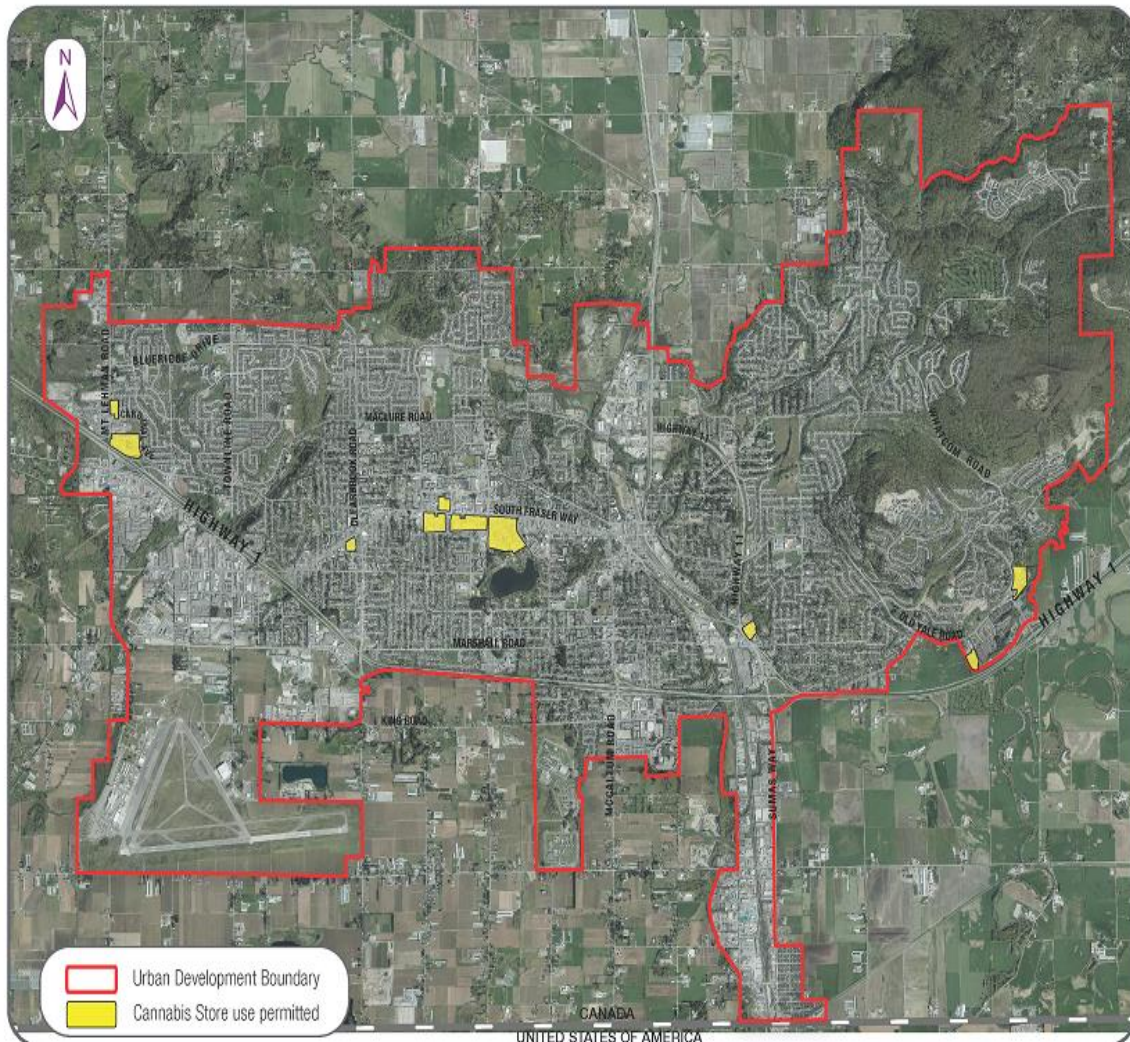 N
BLUERIDGE DRIVE
MT LEHMAN ROAD
TOWNLINE ROAD
CLEARBROOK ROAD
MACLURE ROAD
HIGHWAY 11
WHATCOM ROAD
SOUTH FRASER WAY
HIGHWAY 1
HIGHWAY 11
HIGHWAY 1
OLD YALE ROAD
MARSHALL ROAD
KING ROAD
MCCALLUM ROAD
SUMAS WAY
Urban Development Boundary
Cannabis Store use permitted
CANADA
UNITED STATES OF AMERICA